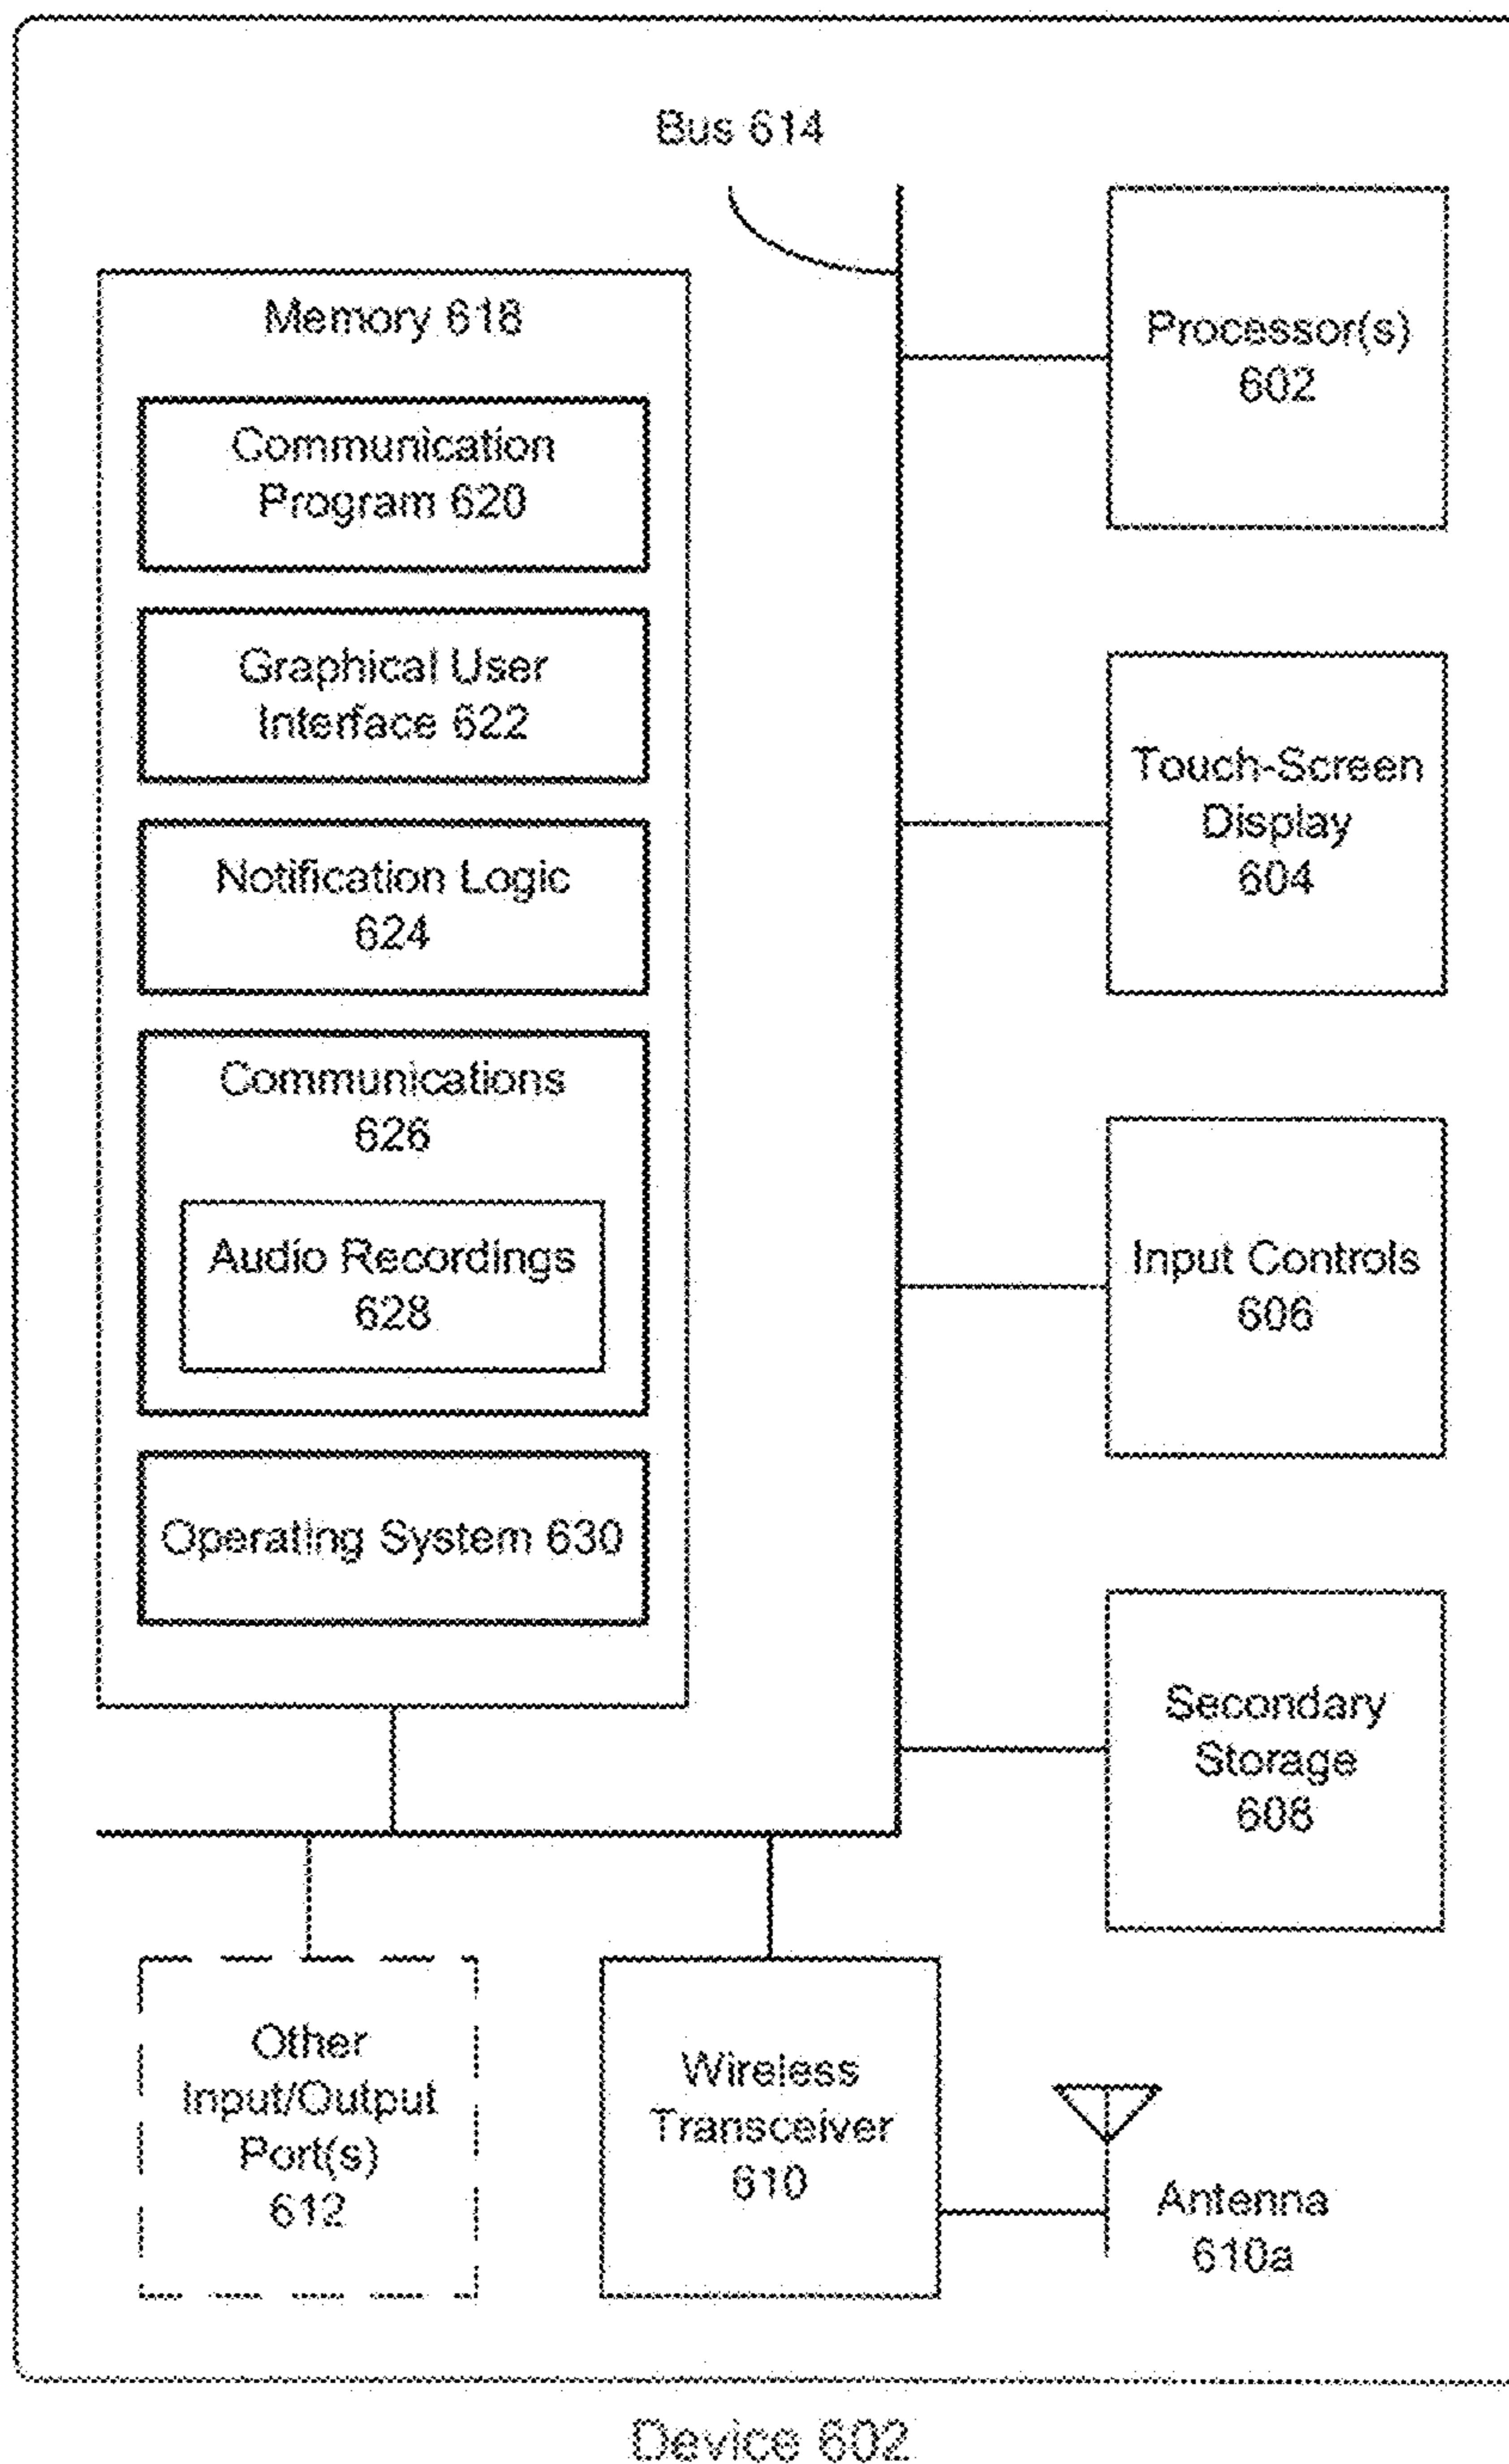 Bus 614
Memory 618
Communication
Program 620
Graphical User
Interface 622
Notification Logic
624
Communications
626
Audio Recordings
628
Operating System 630
Processor(s)
602
Touch-Screen
Display
604
Input Controls
606
Secondary
Storage
608
Other
Input/Output
Port(s)
612
Wireless
Transceiver
610
Antenna
610a
Device 602